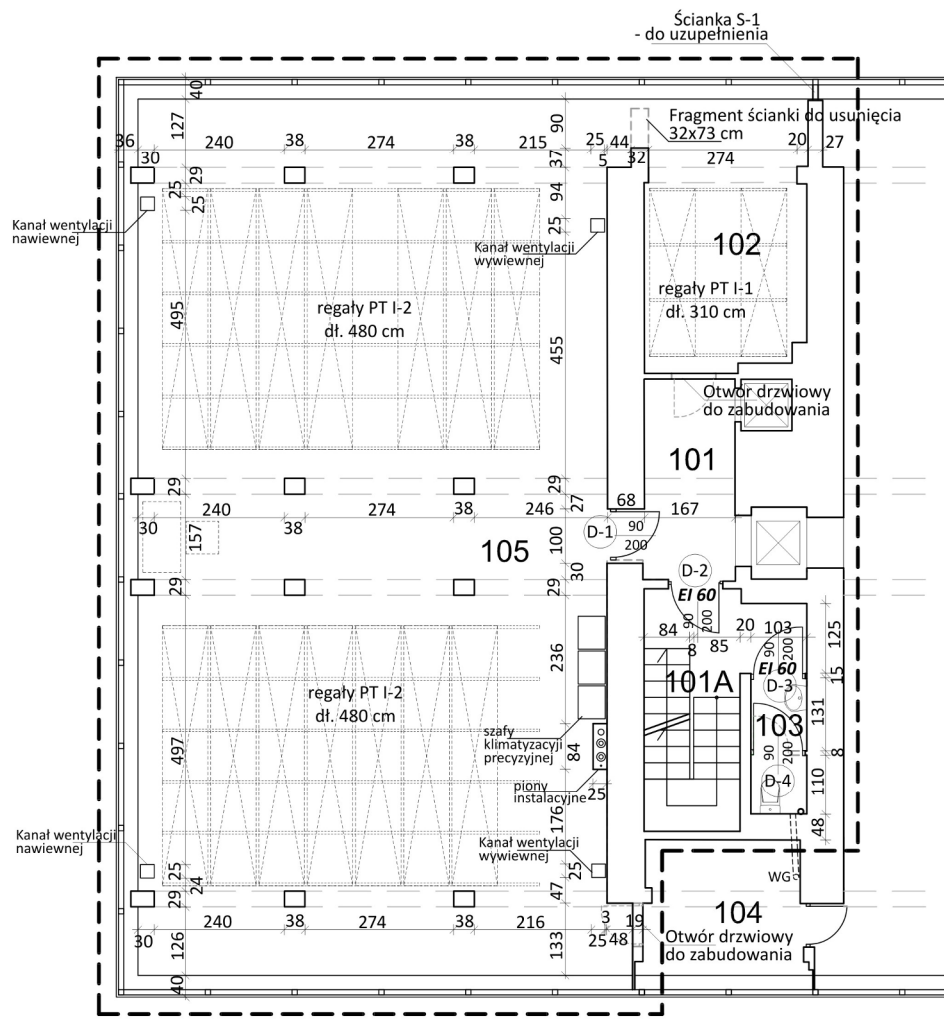 Ścianka S-1
- do uzupełnienia
40
127
36
30
240
38
274
38
215
90
25
44
37
5
32
Fragment ścianki do usunięcia
32x73 cm
274
20
27
29
25
25
94
25
Kanał wentylacji
nawiewnej
Kanał wentylacji
wywiewnej
102
regały PT I-2
dł. 480 cm
regały PT I-1
dł. 310 cm
495
455
Otwór drzwiowy
do zabudowania
101
29
29
27
68
167
30
240
38
274
38
246
157
105
100
D-1
90
200
D-2
EI 60
29
29
30
90
200
84
8
85
20
103
125
90
200
EI 60
D-3
15
236
101A
regały PT I-2
dł. 480 cm
131
103
szafy
klimatyzacyji
precyzyjnej
497
84
90
200
8
D-4
110
piony
instalacyjne
25
176
48
Kanał wentylacji
nawiewnej
Kanał wentylacji
wywiewnej
25
25
24
29
47
WG
104
30
240
38
274
38
216
3
19
25
48
Otwór drzwiowy
do zabudowania
126
133
40